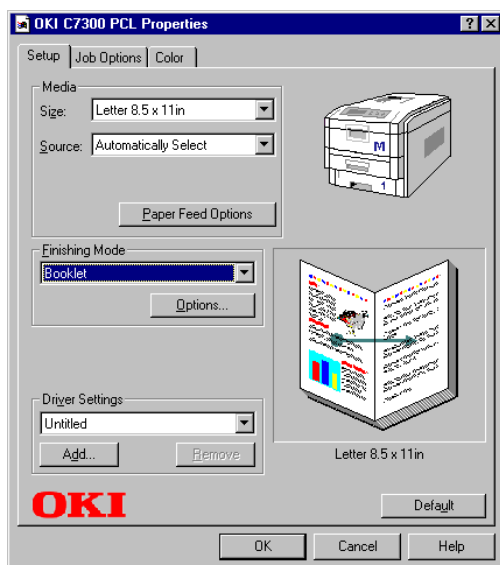 OKI C7300 PCL Properties
Setup Job Options Color
Media
Size: Letter 8.5 x 11in
Source: Automatically Select
M
1
Paper Feed Options
Finishing Mode
Booklet
Options...
Driver Settings
Untitled
Add... Remove
Letter 8.5 x 11in
OKI
Default
OK Cancel Help